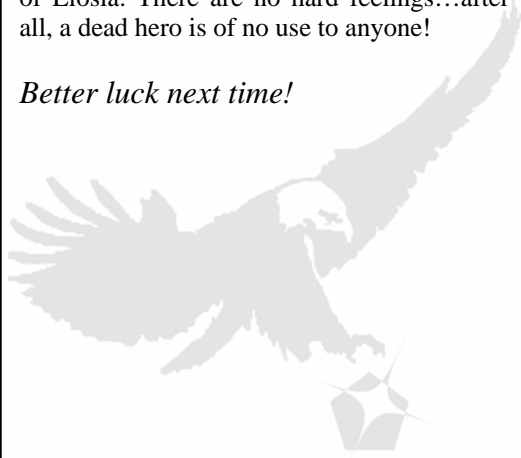 of Elosia. There are no hard feelings…after
all, a dead hero is of no use to anyone!
Better luck next time!